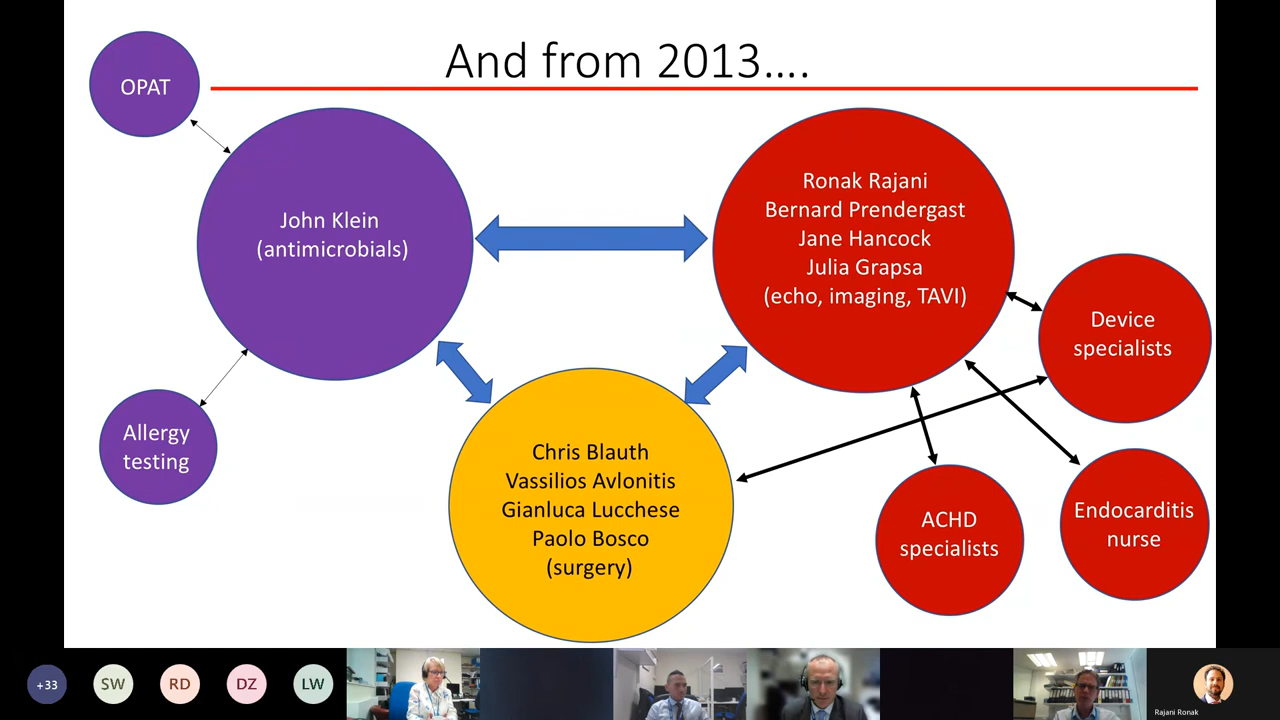 And from 2013….
OPAT
John Klein
(antimicrobials)
Allergy
testing
Ronak Rajani
Bernard Prendergast
Jane Hancock
Julia Grapsa
(echo, imaging, TAVI)
Chris Blauth
Vassilios Avlonitis
Gianluca Lucchese
Paolo Bosco
(surgery)
Device
specialists
ACHD
specialists
Endocarditis
nurse
+33
SW
RD
DZ
LW
Rajani Ronak